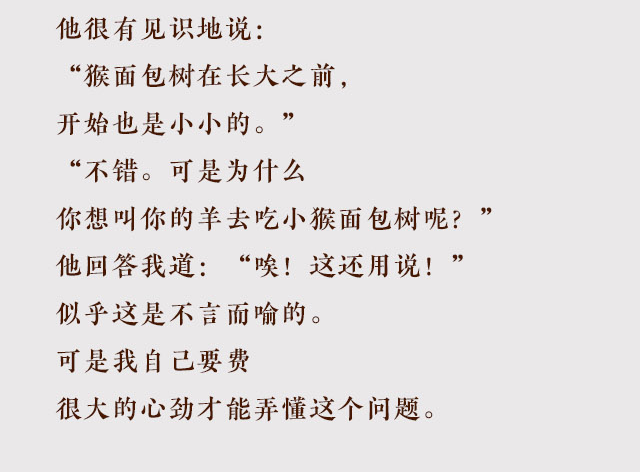 他很有见识地说：
“猴面包树在长大之前，
开始也是小小的。”
“不错。可是为什么
你想叫你的羊去吃小猴面包树呢？”
他回答我道：“唉！这还用说！”
似乎这是不言而喻的。
可是我自己要费
很大的心劲才能弄懂这个问题。